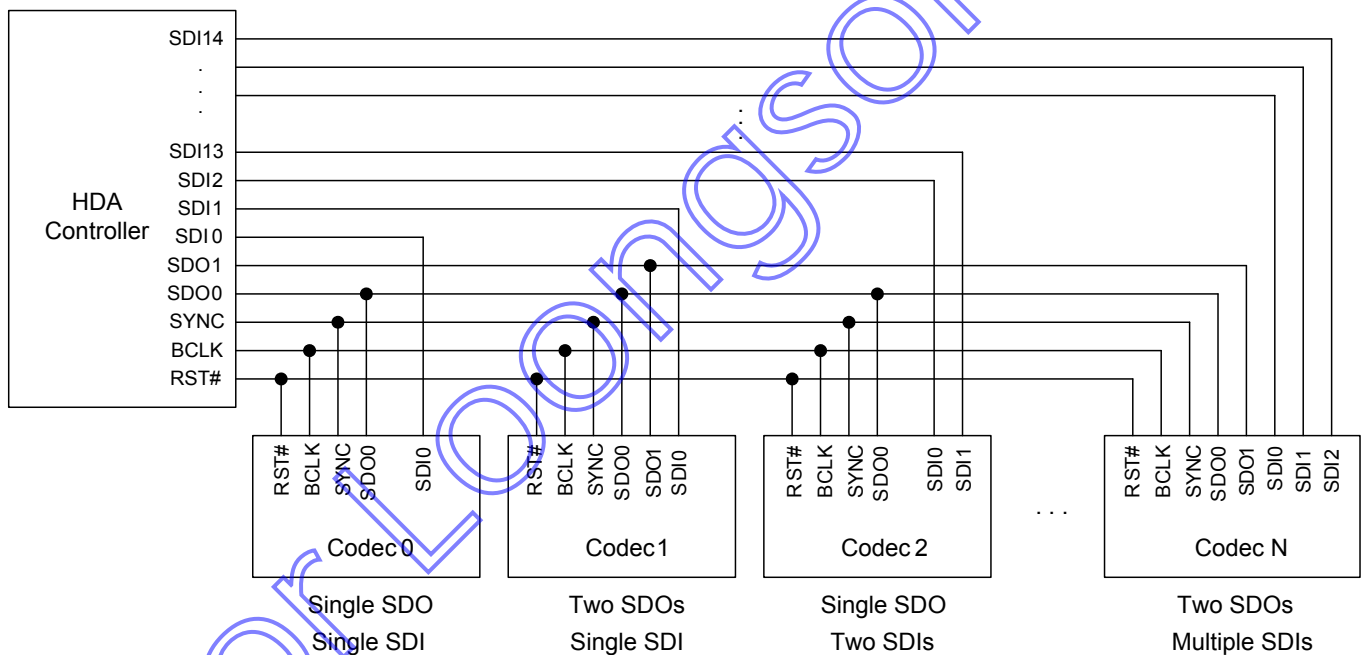 SDI14
.
.
.
SDI13
SDI2
SDI1
SDI0
SDO1
SDO0
SYNC
BCLK
RST#
HDA
Controller
.
.
.
RST#
BCLK
SYNC
SDO0
SDI0
Codec 0
Single SDO
Single SDI
RST#
BCLK
SYNC
SDO0
SDO1
SDI0
Codec1
Two SDOs
Single SDI
RST#
BCLK
SYNC
SDO0
SDI0
SDI1
Codec 2
Single SDO
Two SDIs
. . .
RST#
BCLK
SYNC
SDO0
SDO1
SDI0
SDI1
SDI2
Codec N
Two SDOs
Multiple SDIs
or Loongson